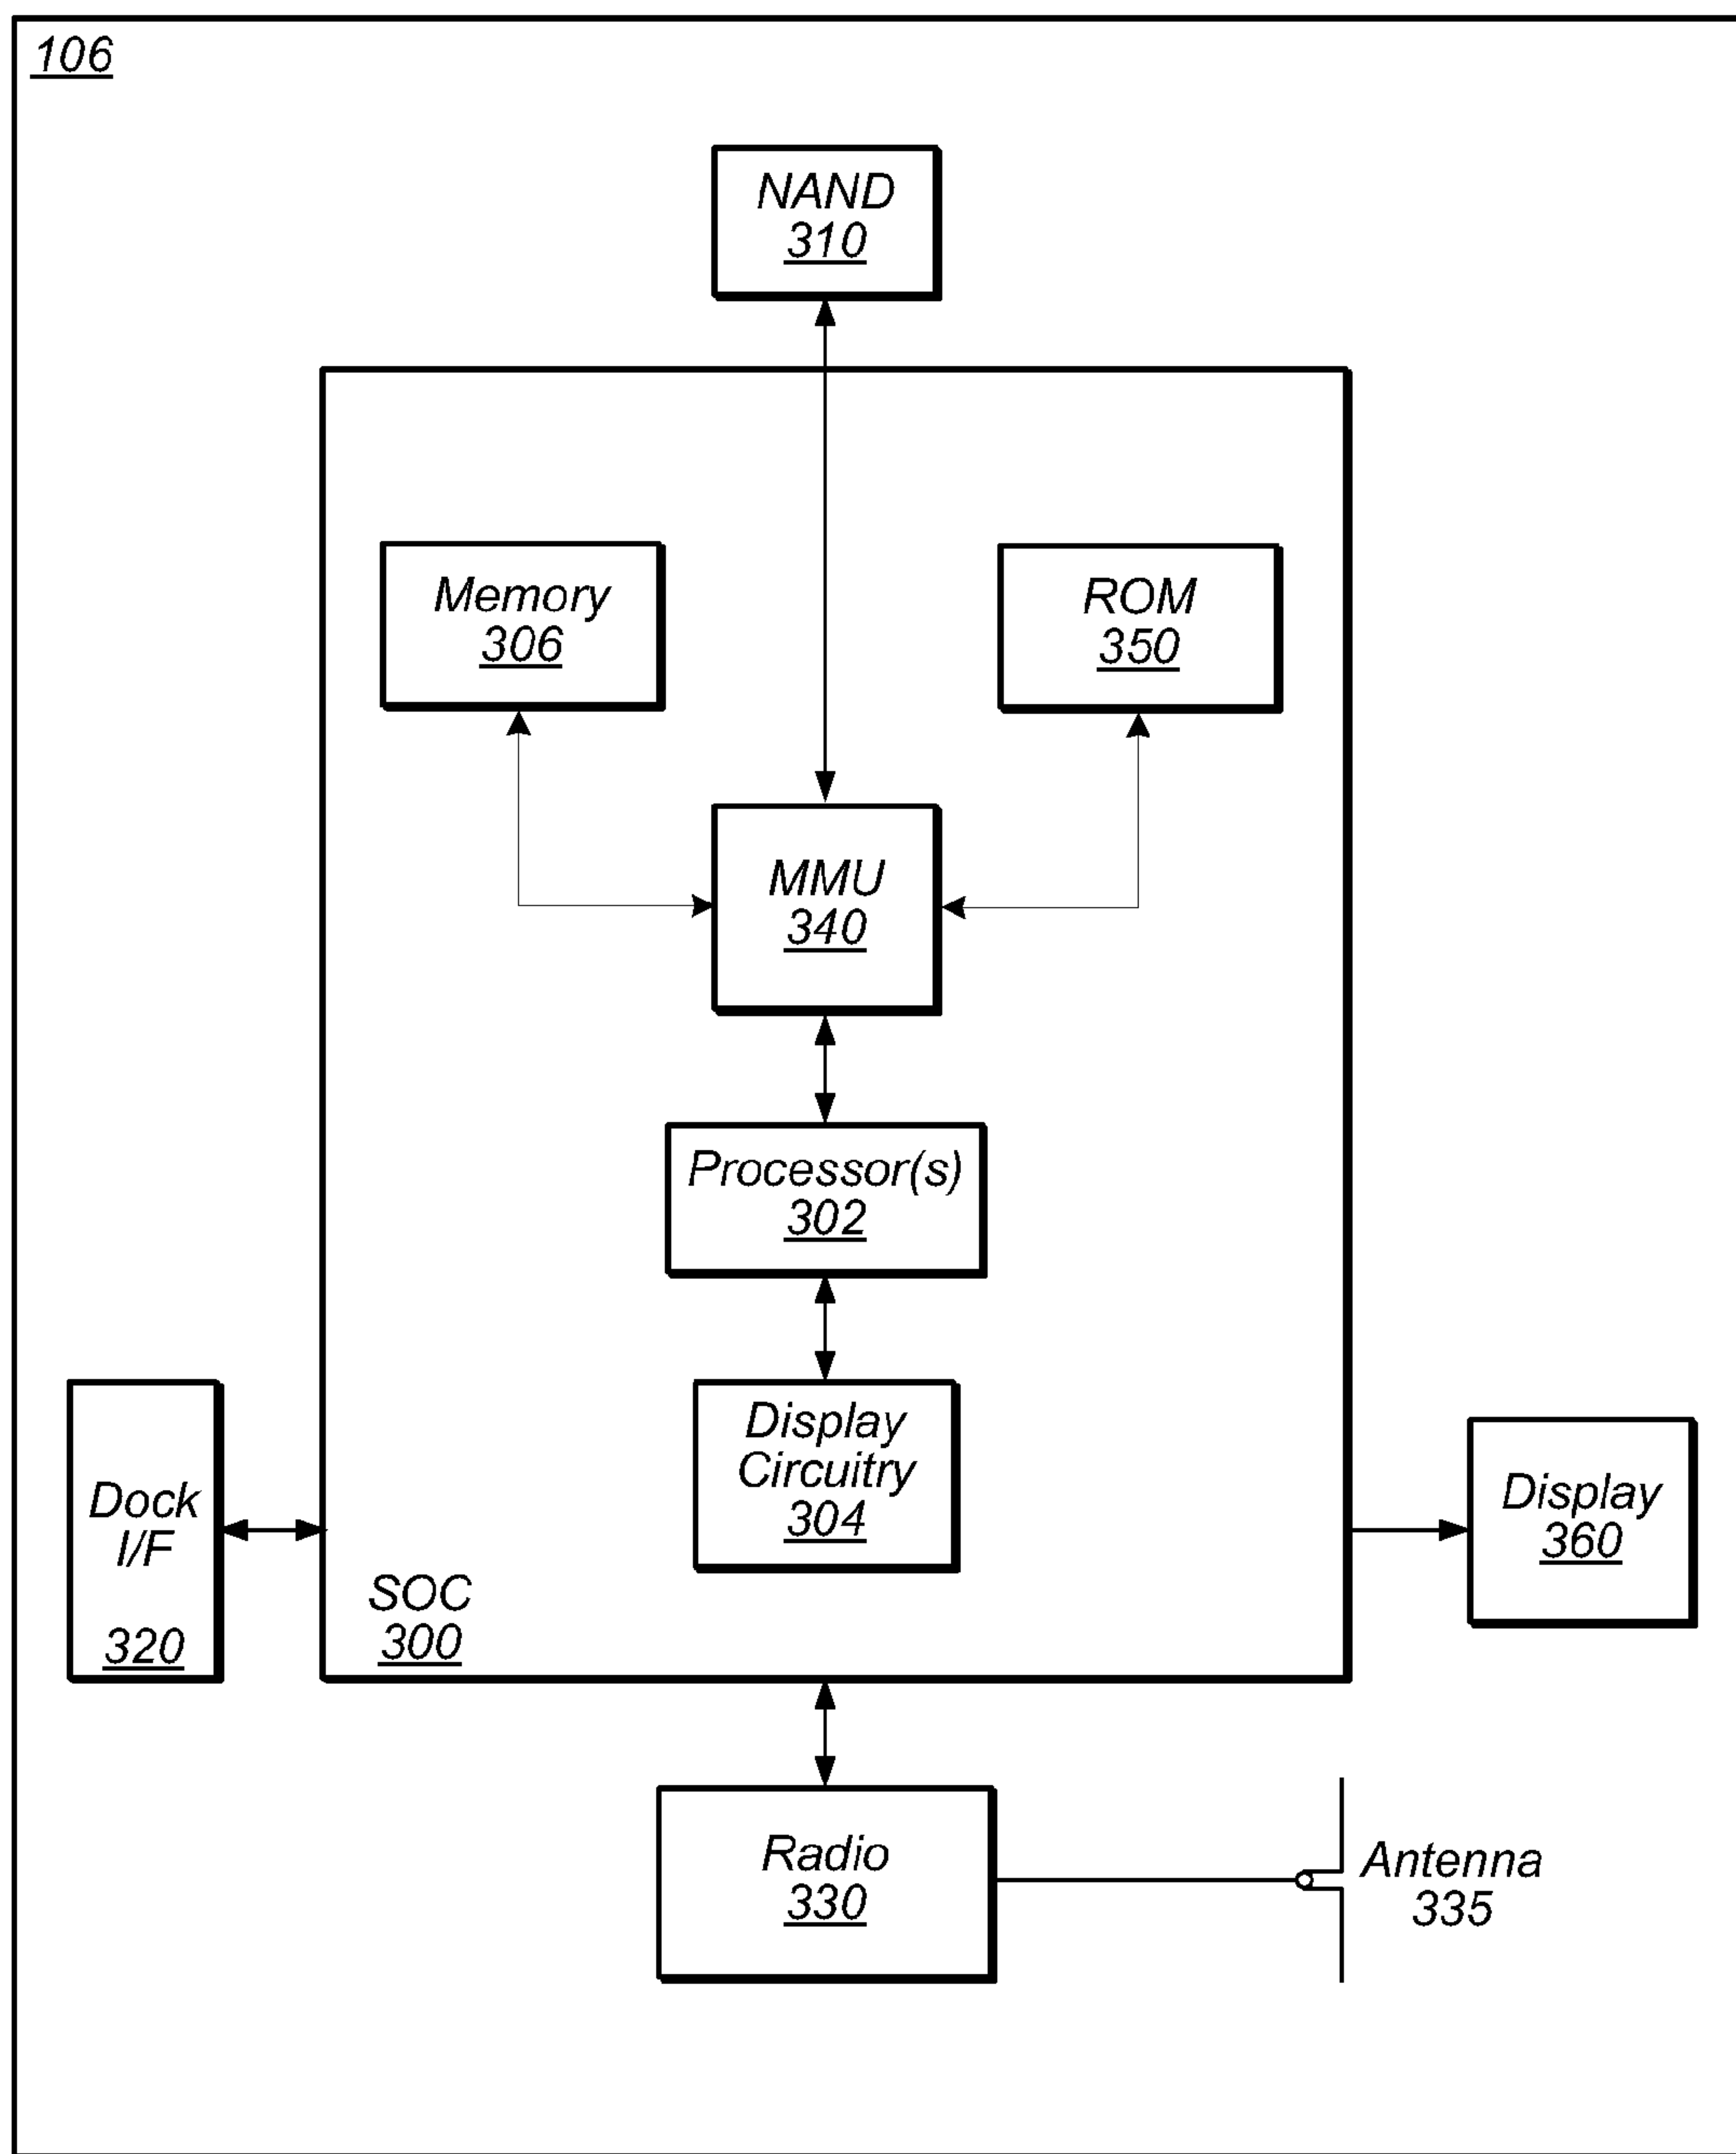 106
NAND
310
Memory
306
ROM
350
MMU
340
Processor(s)
302
Display
Circuitry
304
Dock
I/F
320
SOC
300
Display
360
Radio
330
Antenna
335